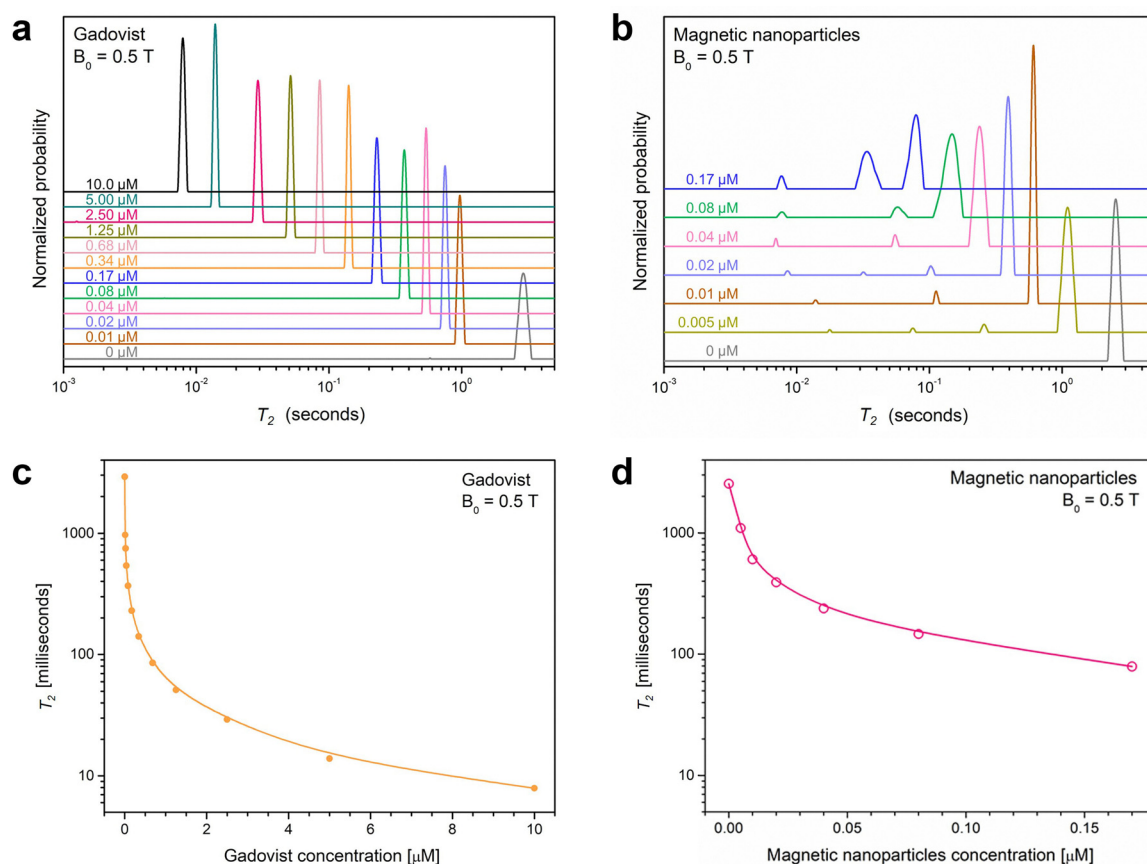 a
Gadovist
B0 = 0.5 T
Normalized probability
10.0 µM
5.00 µM
2.50 µM
1.25 µM
0.68 µM
0.34 µM
0.17 µM
0.08 µM
0.04 µM
0.02 µM
0.01 µM
0 µM
10-3 10-2 10-1 100
T2 (seconds)
b
Magnetic nanoparticles
B0 = 0.5 T
Normalized probability
0.17 µM
0.08 µM
0.04 µM
0.02 µM
0.01 µM
0.005 µM
0 µM
10-3 10-2 10-1 100
T2 (seconds)
c
Gadovist
B0 = 0.5 T
T2 [milliseconds]
1000
100
10
0 2 4 6 8 10
Gadovist concentration [µM]
d
Magnetic nanoparticles
B0 = 0.5 T
T2 [milliseconds]
1000
100
10
0.00 0.05 0.10 0.15
Magnetic nanoparticles concentration [µM]